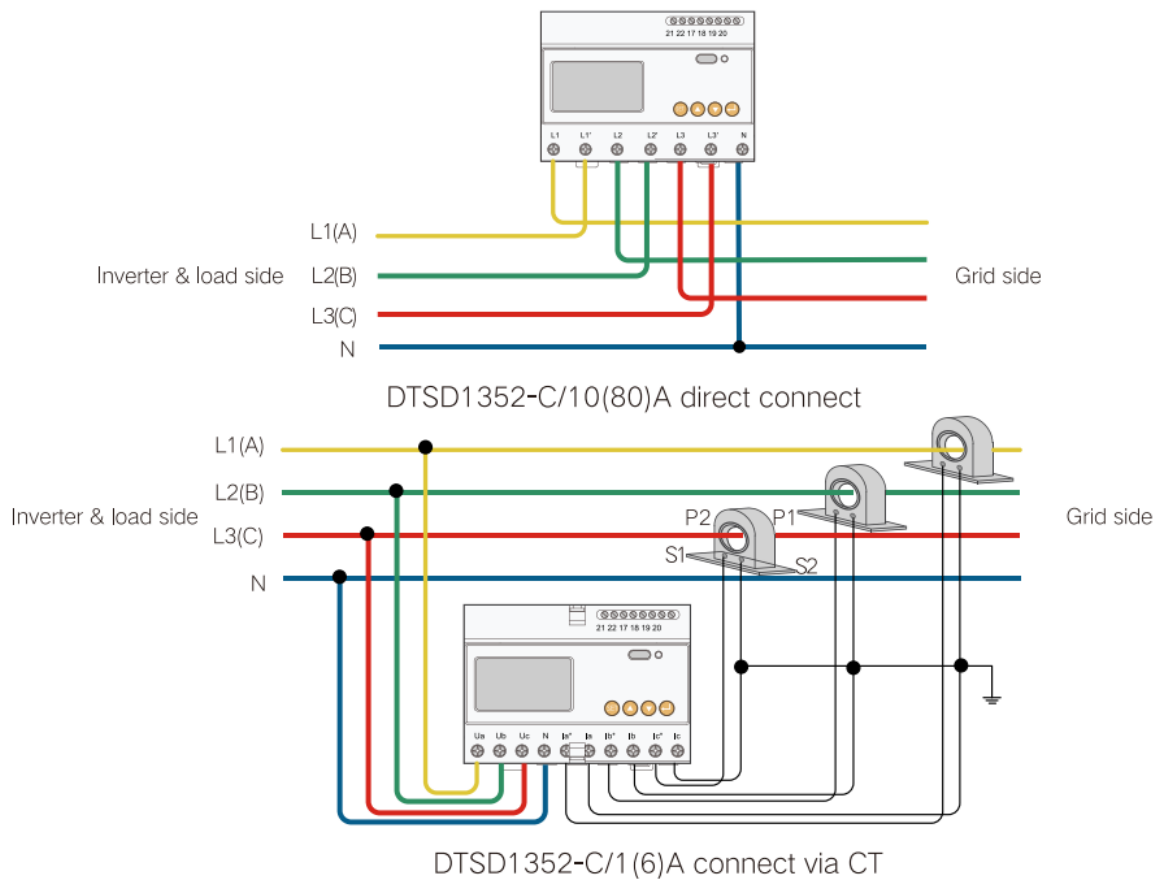 21 22 17 18 19 20
L1 L1' L2 L2' L3 L3' N
L1(A)
Inverter & load side L2(B) Grid side
L3(C)
N
DTSD1352-C/10(80)A direct connect
L1(A)
L2(B)
Inverter & load side P2 P1 Grid side
L3(C)
S1 S2
N
21 22 17 18 19 20
Ua Ub Uc N Ia* Ia Ib* Ib Ic* Ic
DTSD1352-C/1(6)A connect via CT